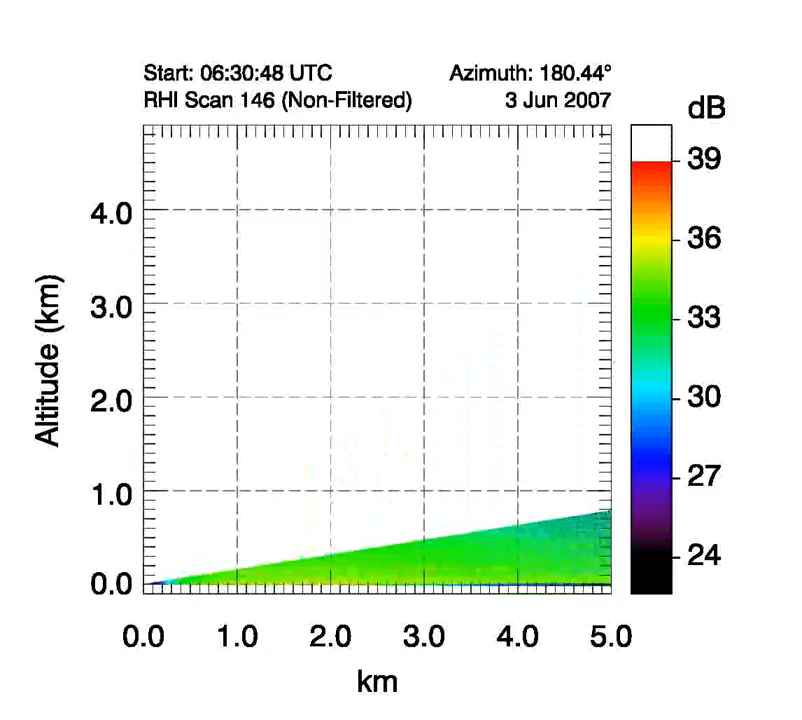 Start: 06:30:48 UTC
Azimuth: 180.44°
RHI Scan 146 (Non-Filtered)
3 Jun 2007
dB
39
36
33
30
27
24
Altitude (km)
4.0
3.0
2.0
1.0
0.0
0.0 1.0 2.0 3.0 4.0 5.0
km